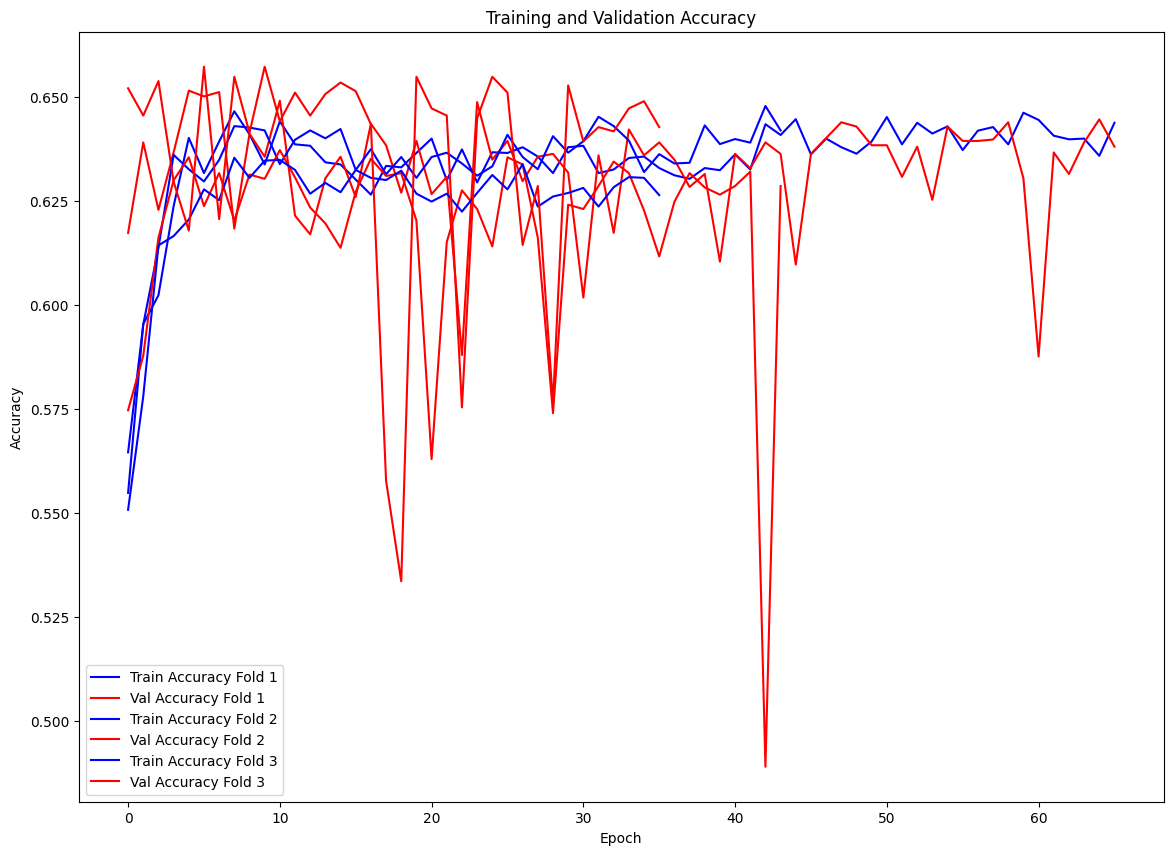 Training and Validation Accuracy
Accuracy
0.650
0.625
0.600
0.575
0.550
0.525
0.500
Train Accuracy Fold 1
Val Accuracy Fold 1
Train Accuracy Fold 2
Val Accuracy Fold 2
Train Accuracy Fold 3
Val Accuracy Fold 3
0 10 20 30 40 50 60
Epoch